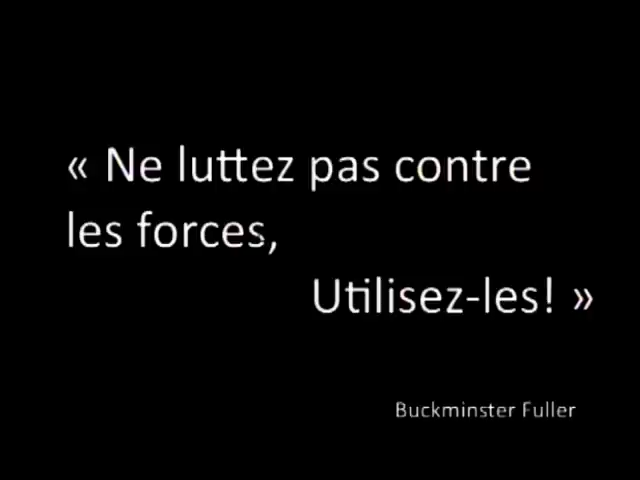 « Ne luttez pas contre
les forces,
Utilisez-les! »
Buckminster Fuller